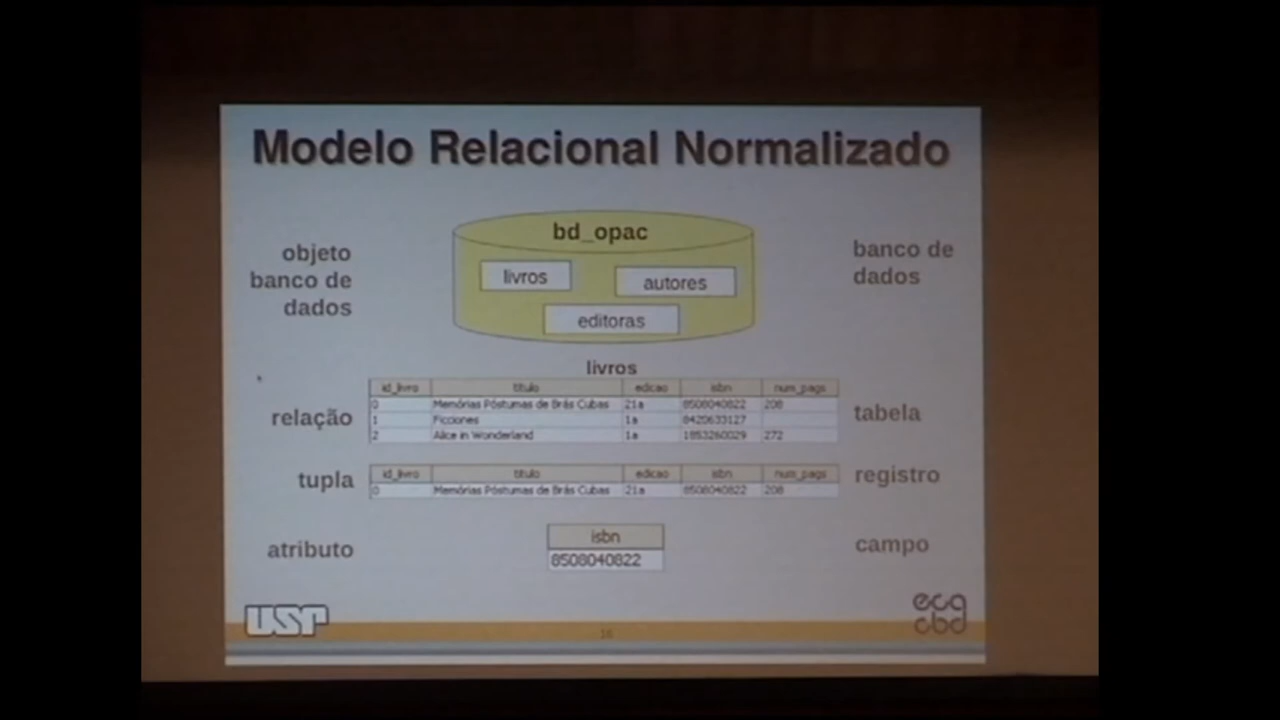 Modelo Relacional Normalizado
objeto
banco de
dados
bd_opac
livros
autores
editoras
banco de
dados
livros
relação
id_livro titulo edicao isbn num_pags
0 Memórias Póstumas de Brás Cubas 21a 8508040822 208
1 Ficciones 1a 8420633127
2 Alice in Wonderland 1a 1853260029 272
tabela
tupla
id_livro titulo edicao isbn num_pags
0 Memórias Póstumas de Brás Cubas 21a 8508040822 208
registro
atributo
isbn
8508040822
campo
USP
16
eca
cbd